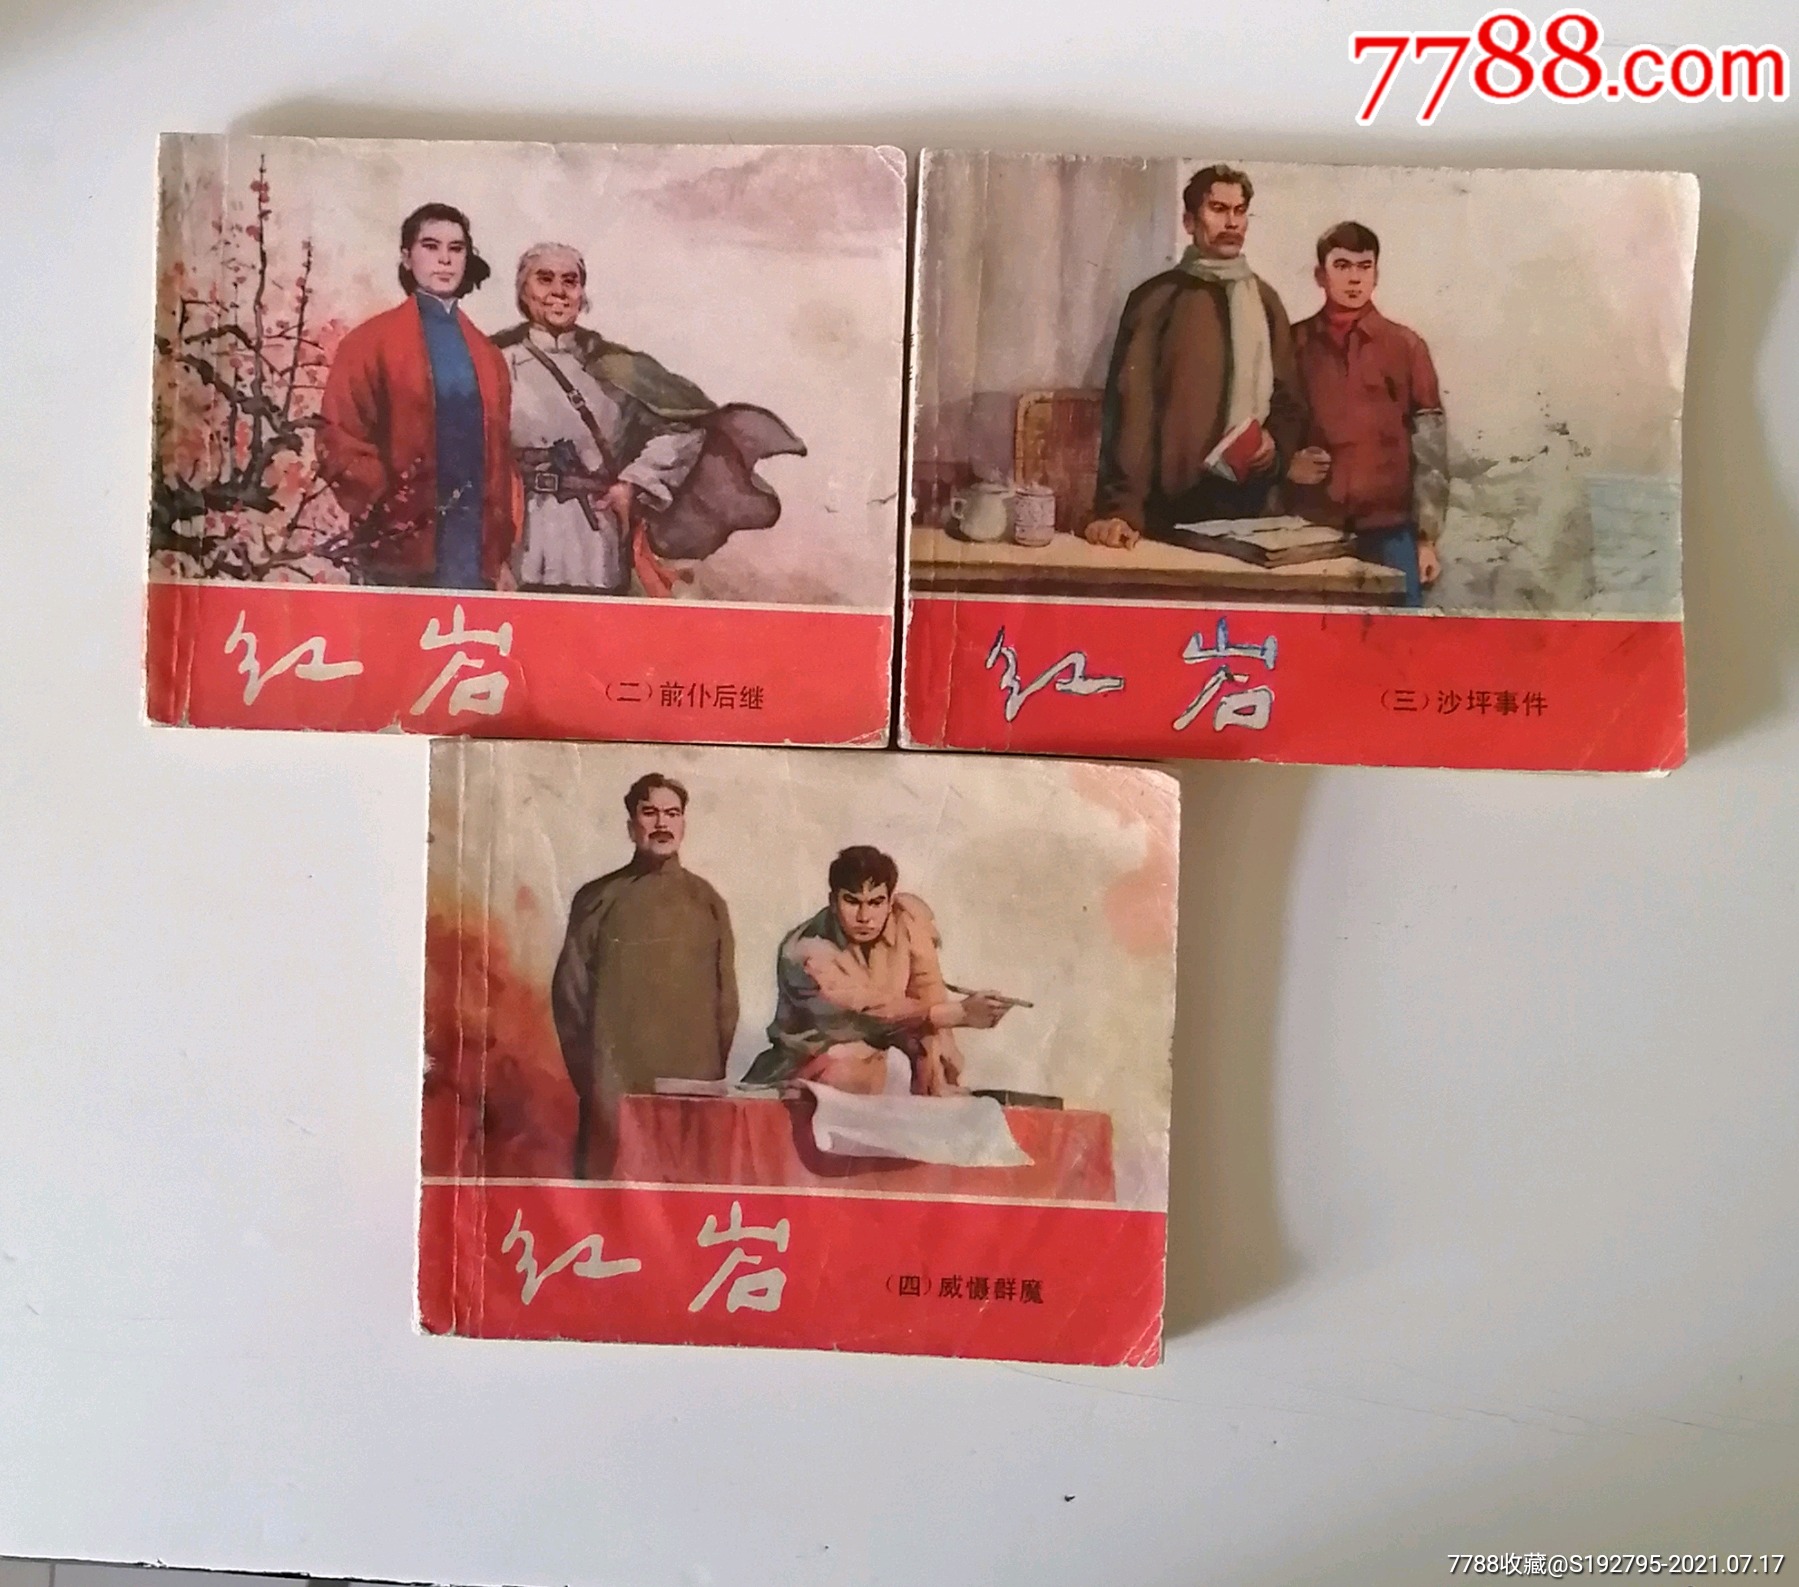 7788.com
红岩
（二）前仆后继
红岩
（三）沙坪事件
红岩
（四）威慑群魔
7788收藏@S192795-2021.07.17